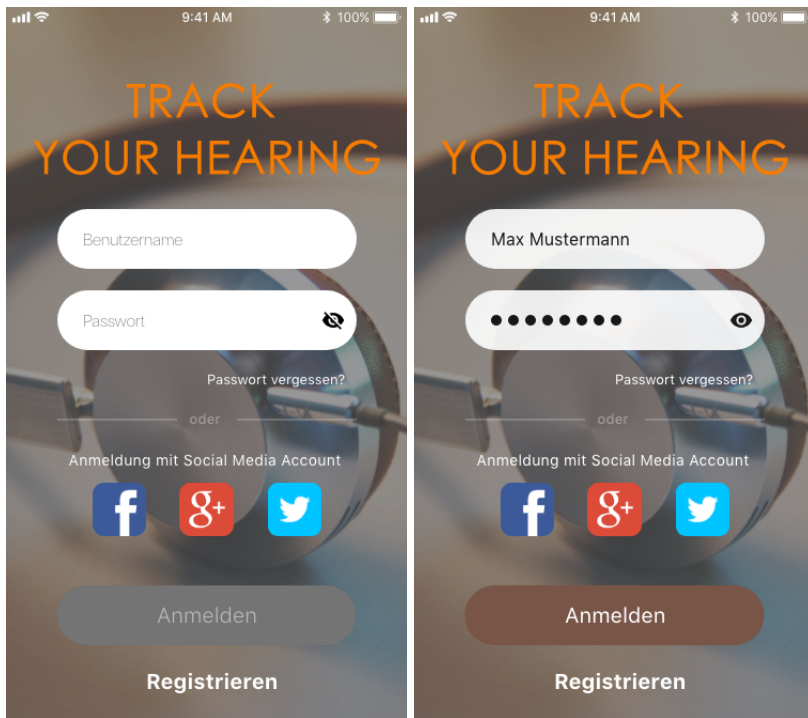 9:41 AM
100%
TRACK
YOUR HEARING
Benutzername
Passwort
Passwort vergessen?
oder
Anmeldung mit Social Media Account
f
g+
Anmelden
Registrieren
9:41 AM
100%
TRACK
YOUR HEARING
Max Mustermann
Passwort vergessen?
oder
Anmeldung mit Social Media Account
f
g+
Anmelden
Registrieren